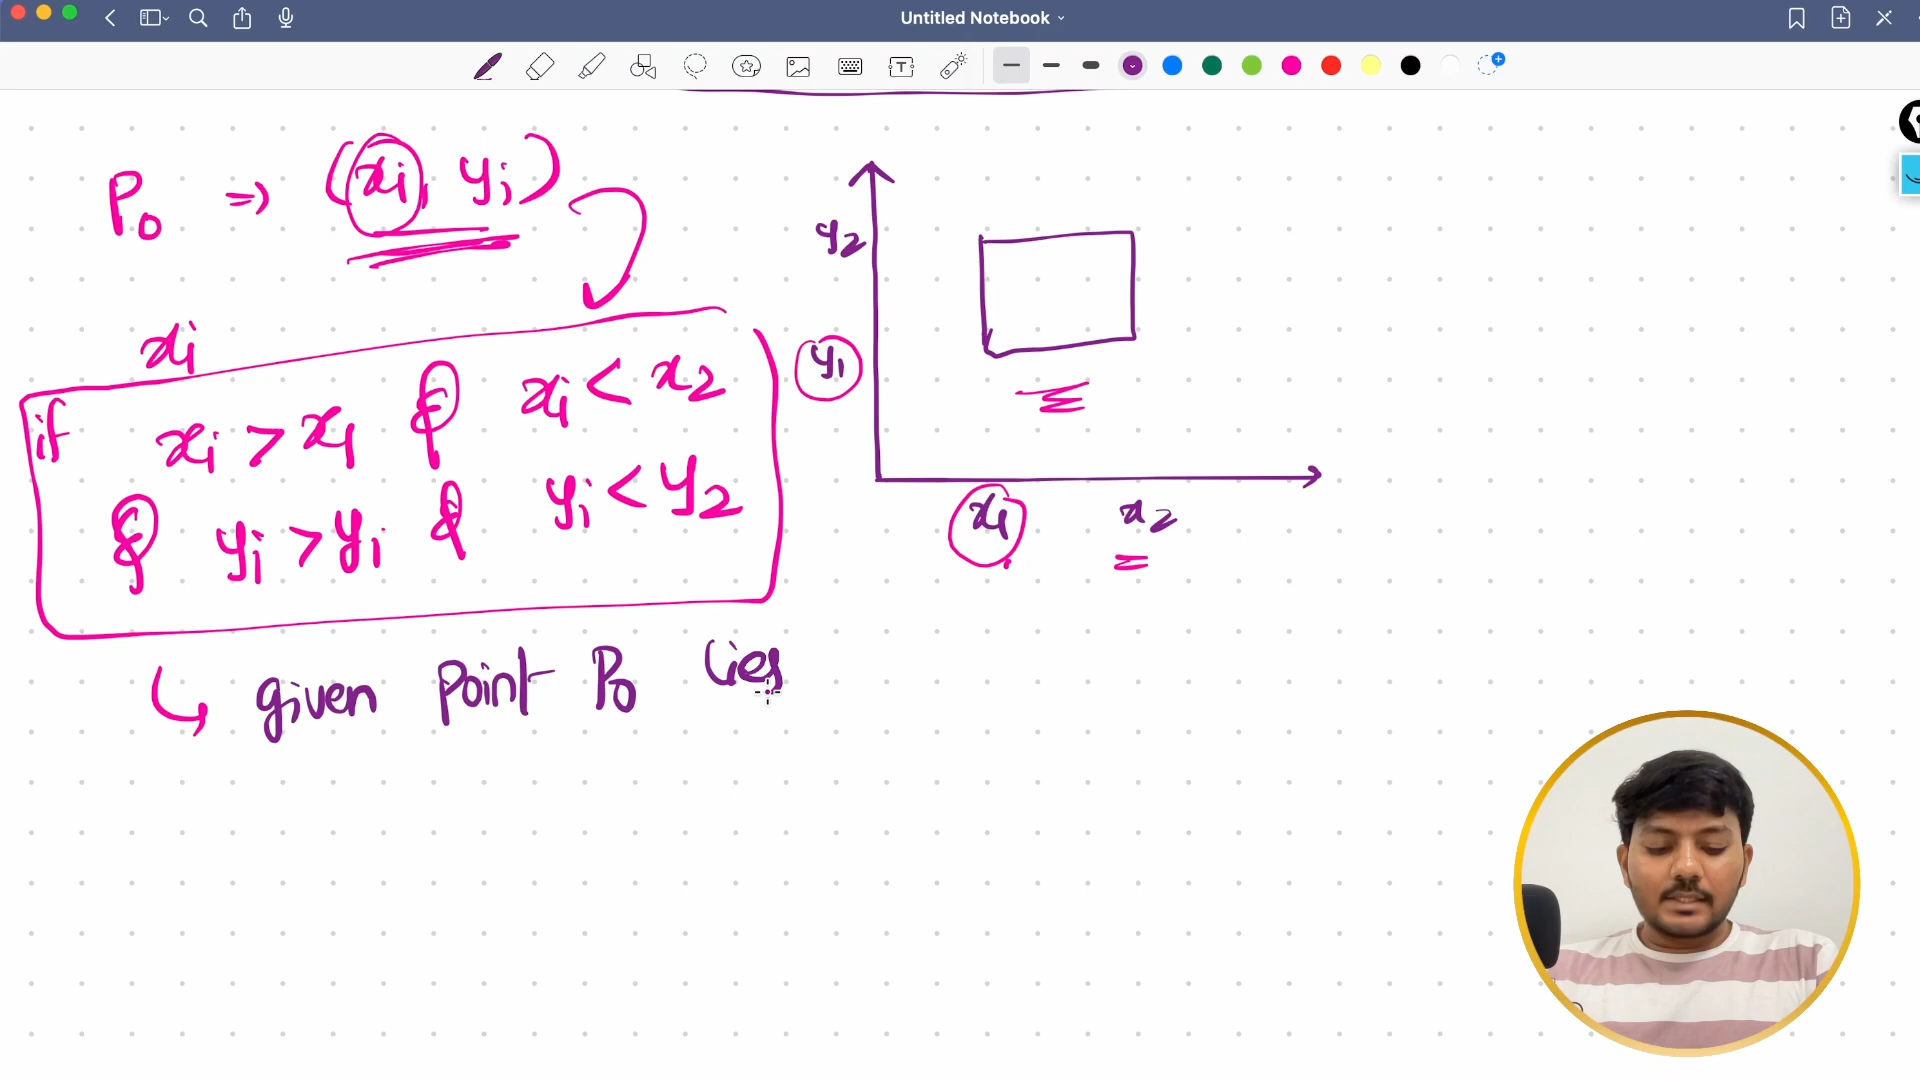 Untitled Notebook
P0 => (xi, yi)
xi
if xi > x1 & xi < x2
& yi > yi & yi < y2
given Point P0 lies
y2
y1
x1 x2